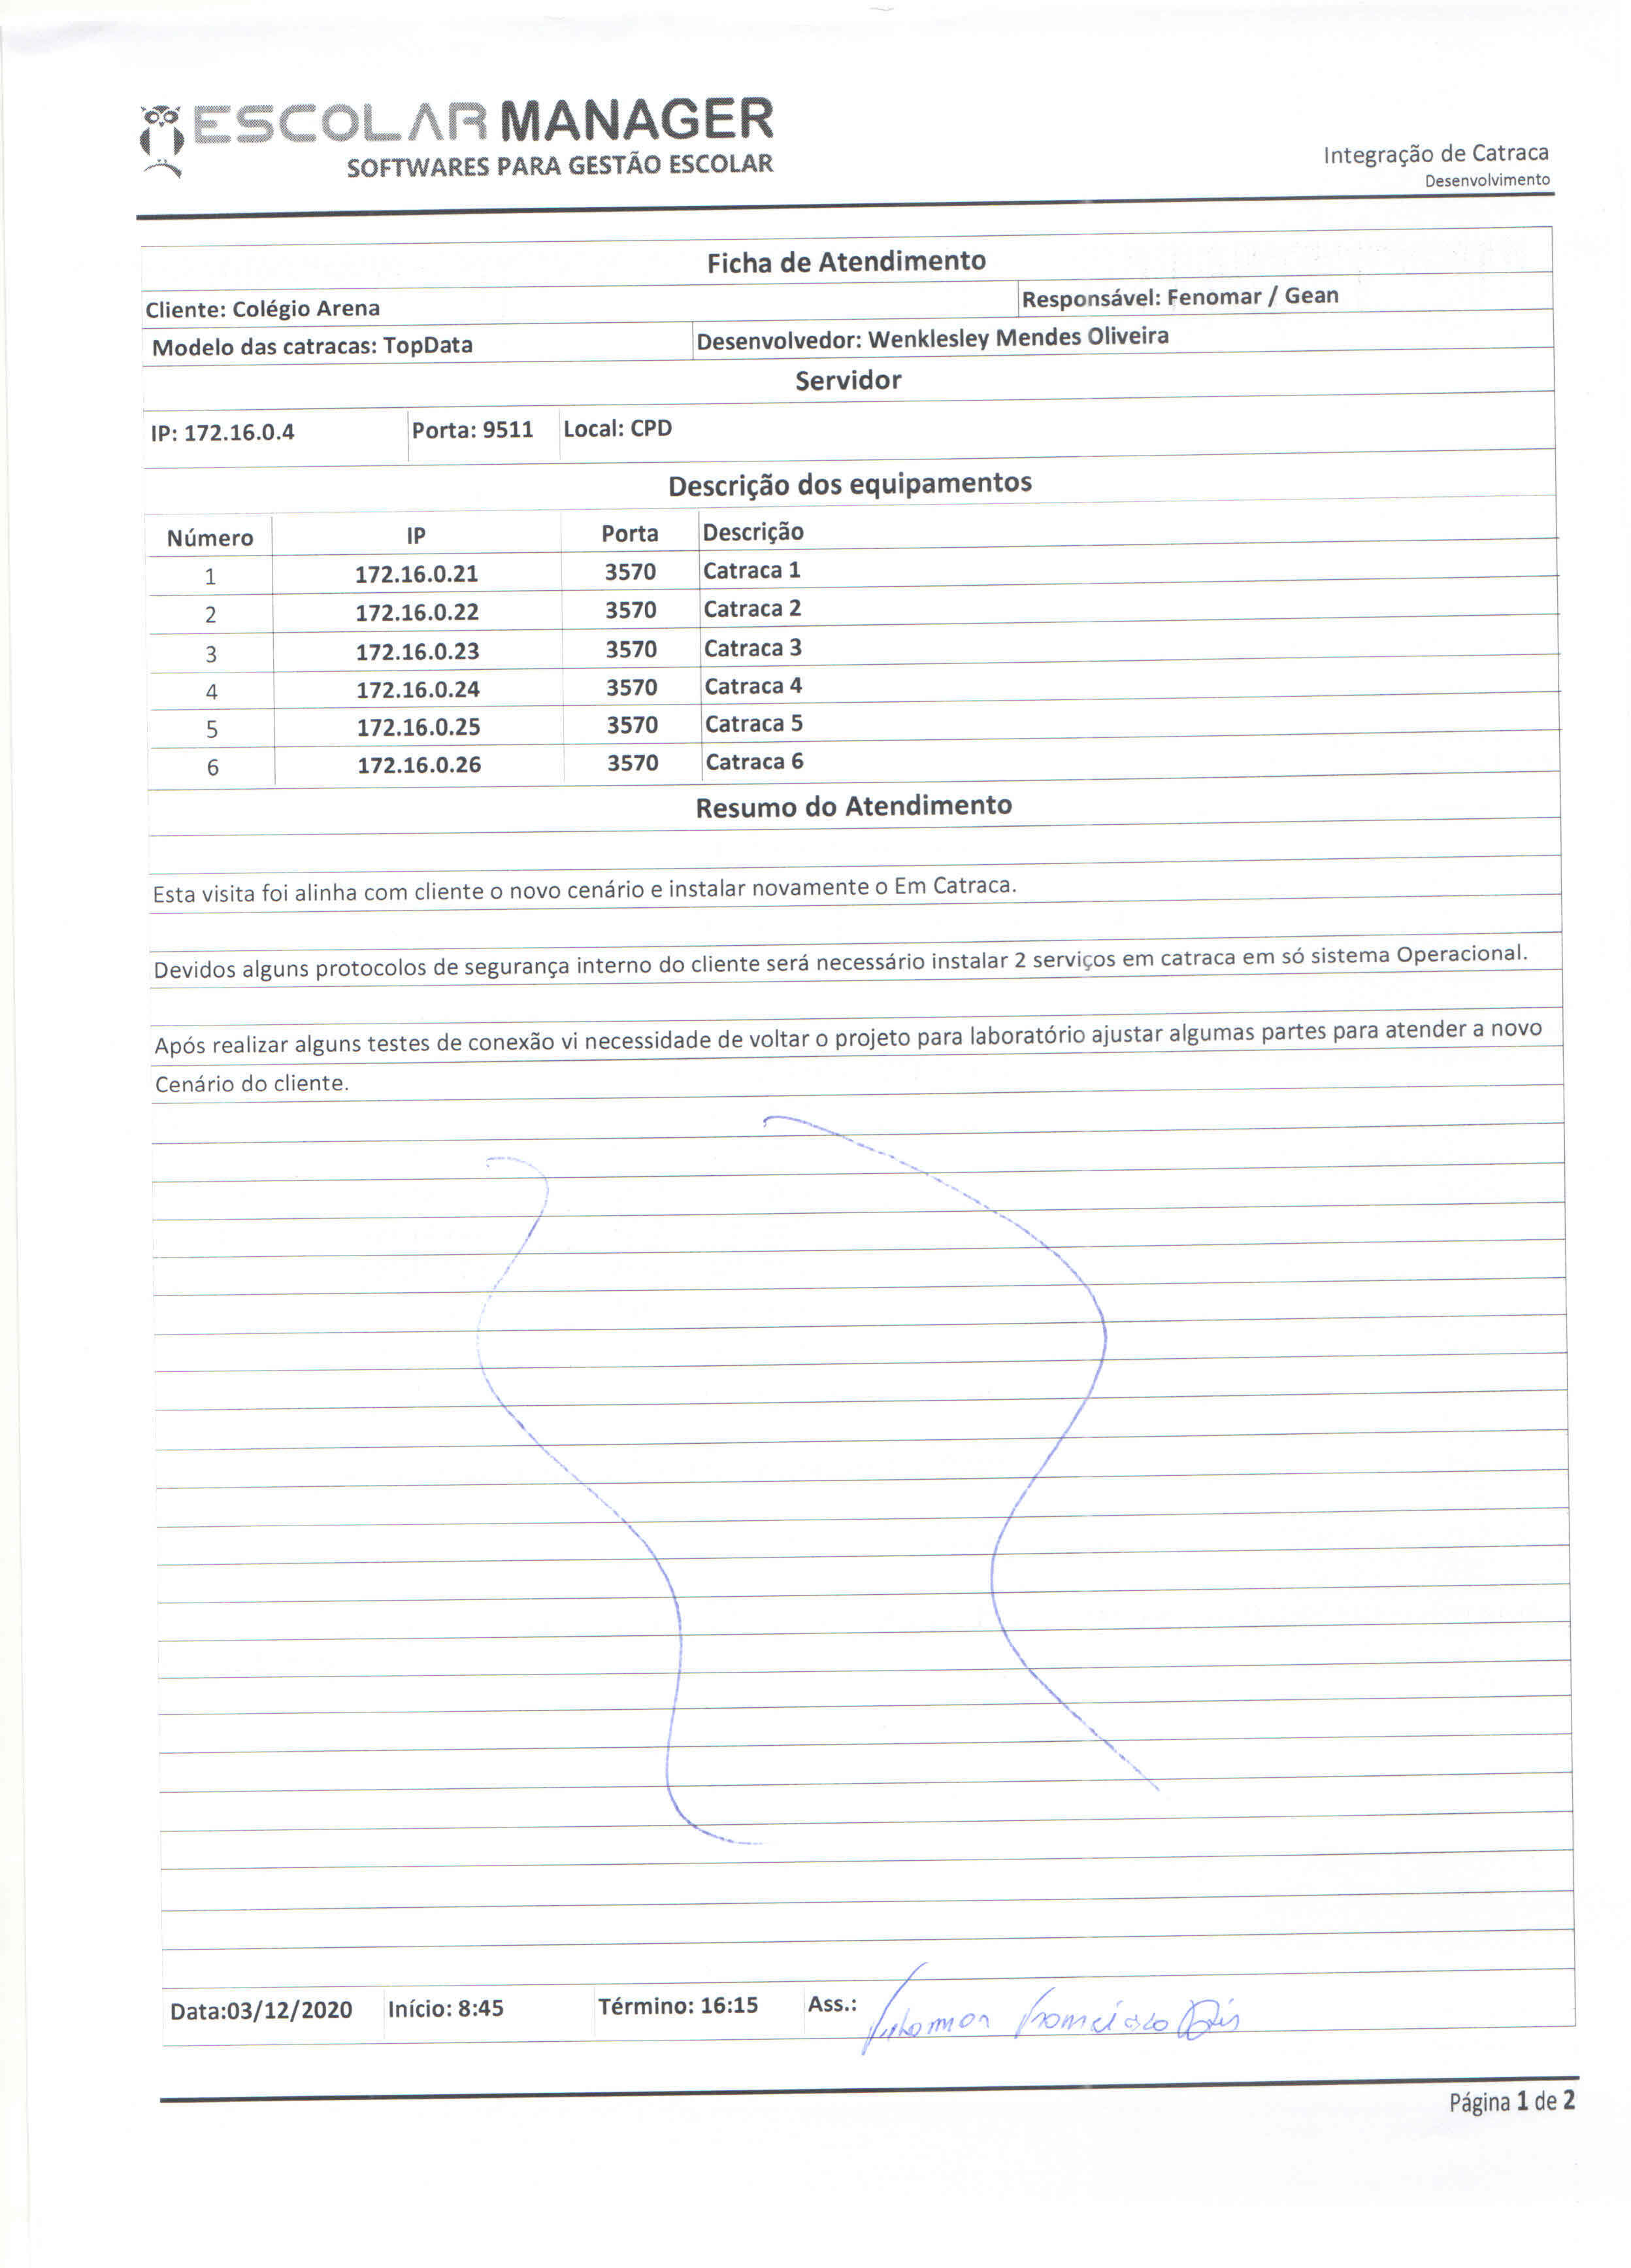 ESCOLAR MANAGER
SOFTWARES PARA GESTÃO ESCOLAR
Integração de Catraca
Desenvolvimento
Ficha de Atendimento
Cliente: Colégio Arena Responsável: Fenomar / Gean
Modelo das catracas: TopData Desenvolvedor: Wenklesley Mendes Oliveira
Servidor
IP: 172.16.0.4 Porta: 9511 Local: CPD
Descrição dos equipamentos
Número IP Porta Descrição
1 172.16.0.21 3570 Catraca 1
2 172.16.0.22 3570 Catraca 2
3 172.16.0.23 3570 Catraca 3
4 172.16.0.24 3570 Catraca 4
5 172.16.0.25 3570 Catraca 5
6 172.16.0.26 3570 Catraca 6
Resumo do Atendimento
Esta visita foi alinha com cliente o novo cenário e instalar novamente o Em Catraca.
Devidos alguns protocolos de segurança interno do cliente será necessário instalar 2 serviços em catraca em só sistema Operacional.
Após realizar alguns testes de conexão vi necessidade de voltar o projeto para laboratório ajustar algumas partes para atender a novo
Cenário do cliente.
Data:03/12/2020 Início: 8:45 Término: 16:15 Ass.:
Página 1 de 2